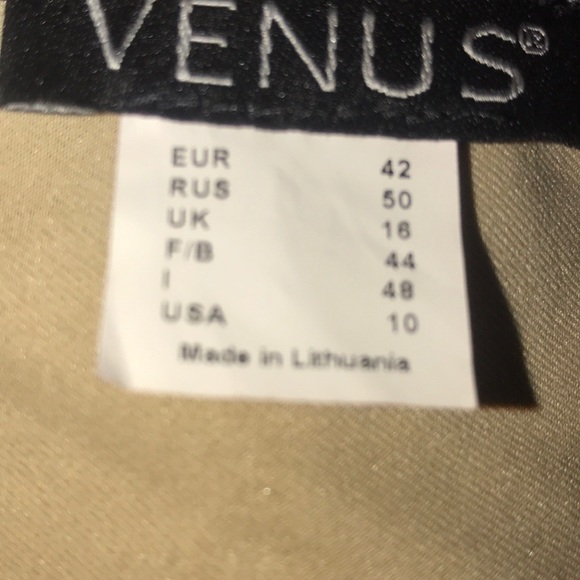 VENUS®
EUR 42
RUS 50
UK 16
F/B 44
I 48
USA 10
Made in Lithuania